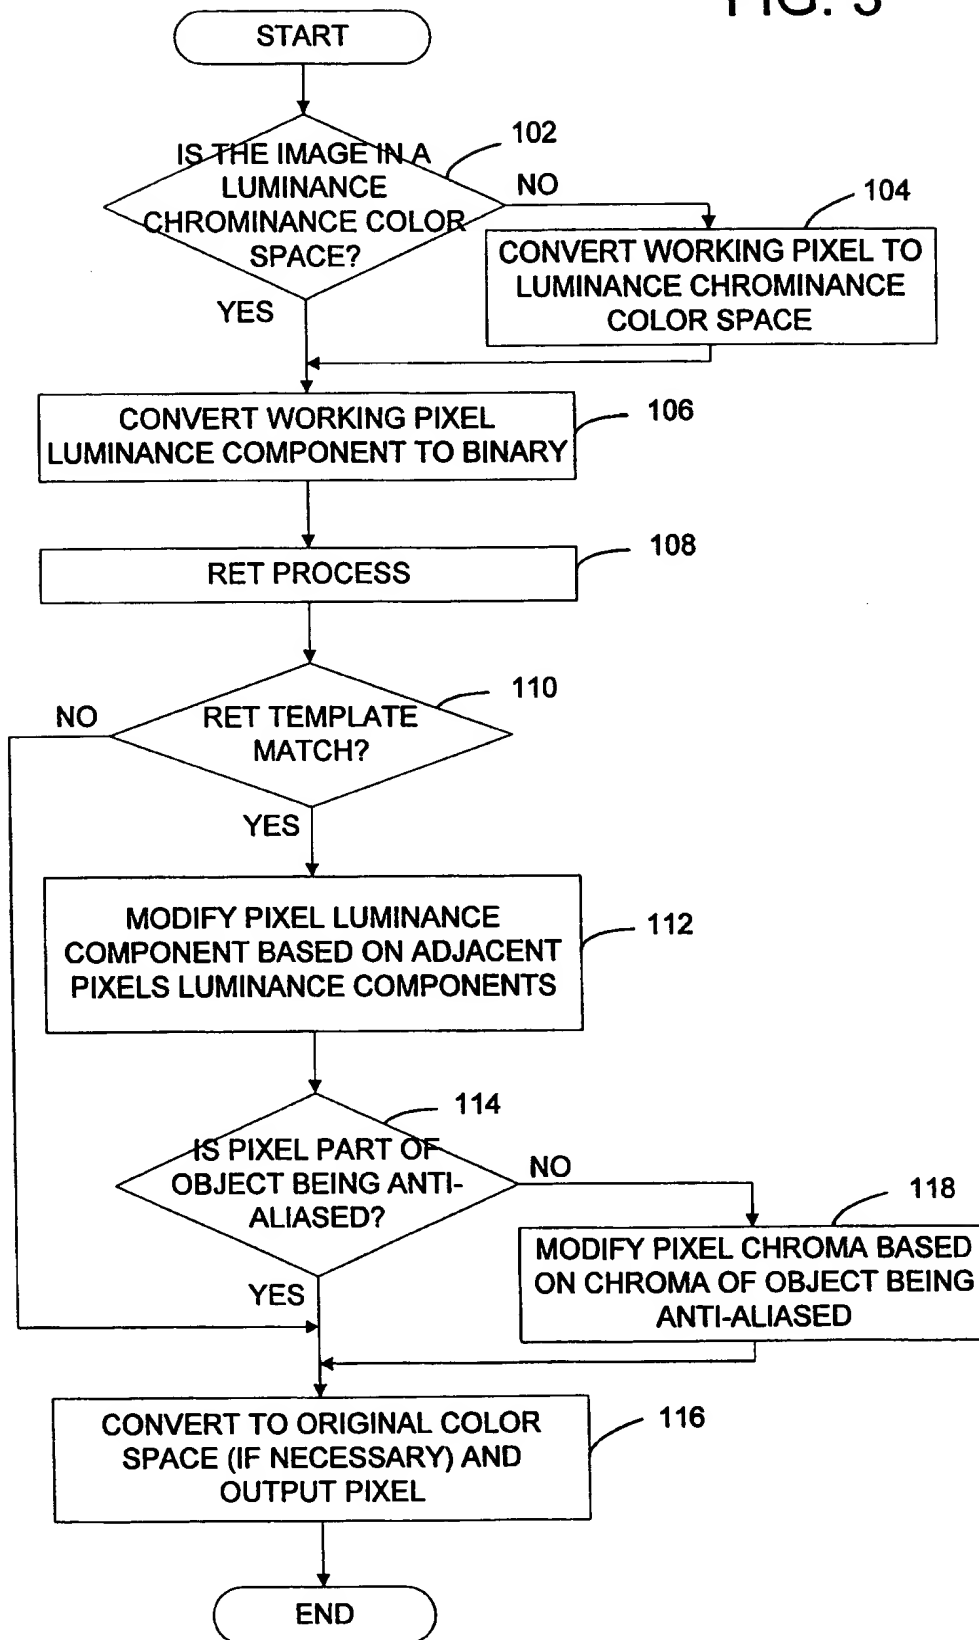 FIG. 3
START
IS THE IMAGE IN A
LUMINANCE
CHROMINANCE COLOR
SPACE?
102
NO
YES
104
CONVERT WORKING PIXEL TO
LUMINANCE CHROMINANCE
COLOR SPACE
CONVERT WORKING PIXEL
LUMINANCE COMPONENT TO BINARY
106
RET PROCESS
108
RET TEMPLATE
MATCH?
110
NO
YES
MODIFY PIXEL LUMINANCE
COMPONENT BASED ON ADJACENT
PIXELS LUMINANCE COMPONENTS
112
IS PIXEL PART OF
OBJECT BEING ANTI-
ALIASED?
114
NO
YES
118
MODIFY PIXEL CHROMA BASED
ON CHROMA OF OBJECT BEING
ANTI-ALIASED
CONVERT TO ORIGINAL COLOR
SPACE (IF NECESSARY) AND
OUTPUT PIXEL
116
END